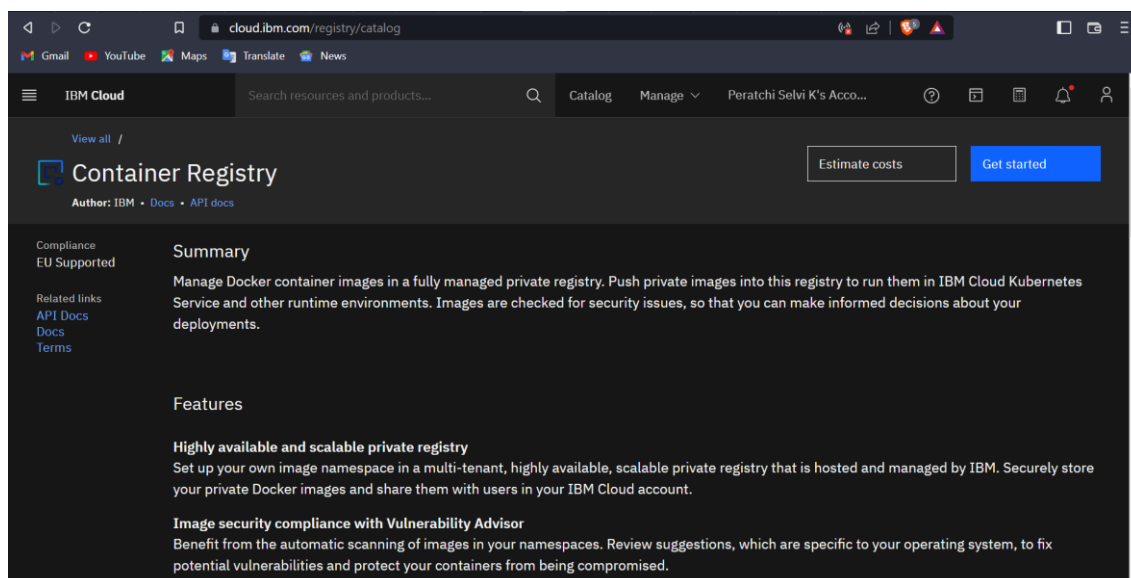 cloud.ibm.com/registry/catalog
5
Gmail YouTube Maps Translate News
IBM Cloud Search resources and products... Catalog Manage Peratchi Selvi K's Acco...
View all /
Container Registry
Estimate costs Get started
Author: IBM • Docs • API docs
Compliance
EU Supported
Related links
API Docs
Docs
Terms
Summary
Manage Docker container images in a fully managed private registry. Push private images into this registry to run them in IBM Cloud Kubernetes
Service and other runtime environments. Images are checked for security issues, so that you can make informed decisions about your
deployments.
Features
Highly available and scalable private registry
Set up your own image namespace in a multi-tenant, highly available, scalable private registry that is hosted and managed by IBM. Securely store
your private Docker images and share them with users in your IBM Cloud account.
Image security compliance with Vulnerability Advisor
Benefit from the automatic scanning of images in your namespaces. Review suggestions, which are specific to your operating system, to fix
potential vulnerabilities and protect your containers from being compromised.